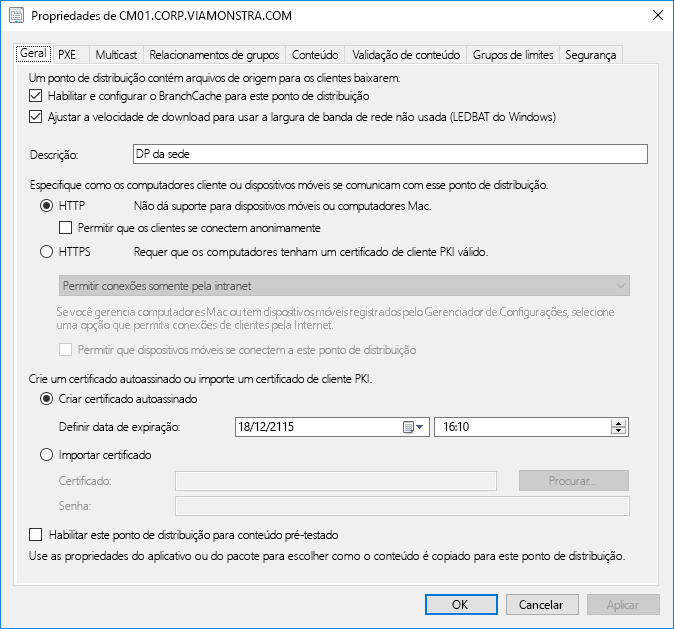 Propriedades de CM01.CORP.VIAMONSTRA.COM
Geral PXE Multicast Relacionamentos de grupos Conteúdo Validação de conteúdo Grupos de limites Segurança
Um ponto de distribuição contém arquivos de origem para os clientes baixarem.
Habilitar e configurar o BranchCache para este ponto de distribuição
Ajustar a velocidade de download para usar a largura de banda de rede não usada (LEDBAT do Windows)
Descrição: DP da sede
Especifique como os computadores cliente ou dispositivos móveis se comunicam com esse ponto de distribuição.
HTTP Não dá suporte para dispositivos móveis ou computadores Mac.
Permitir que os clientes se conectem anonimamente
HTTPS Requer que os computadores tenham um certificado de cliente PKI válido.
Permitir conexões somente pela intranet
Se você gerencia computadores Mac ou tem dispositivos móveis registrados pelo Gerenciador de Configurações, selecione
uma opção que permita conexões de clientes pela Internet.
Permitir que dispositivos móveis se conectem a este ponto de distribuição
Crie um certificado autoassinado ou importe um certificado de cliente PKI.
Criar certificado autoassinado
Definir data de expiração: 18/12/2115 16:10
Importar certificado
Certificado: Procurar...
Senha:
Habilitar este ponto de distribuição para conteúdo pré-testado
Use as propriedades do aplicativo ou do pacote para escolher como o conteúdo é copiado para este ponto de distribuição.
OK Cancelar Aplicar